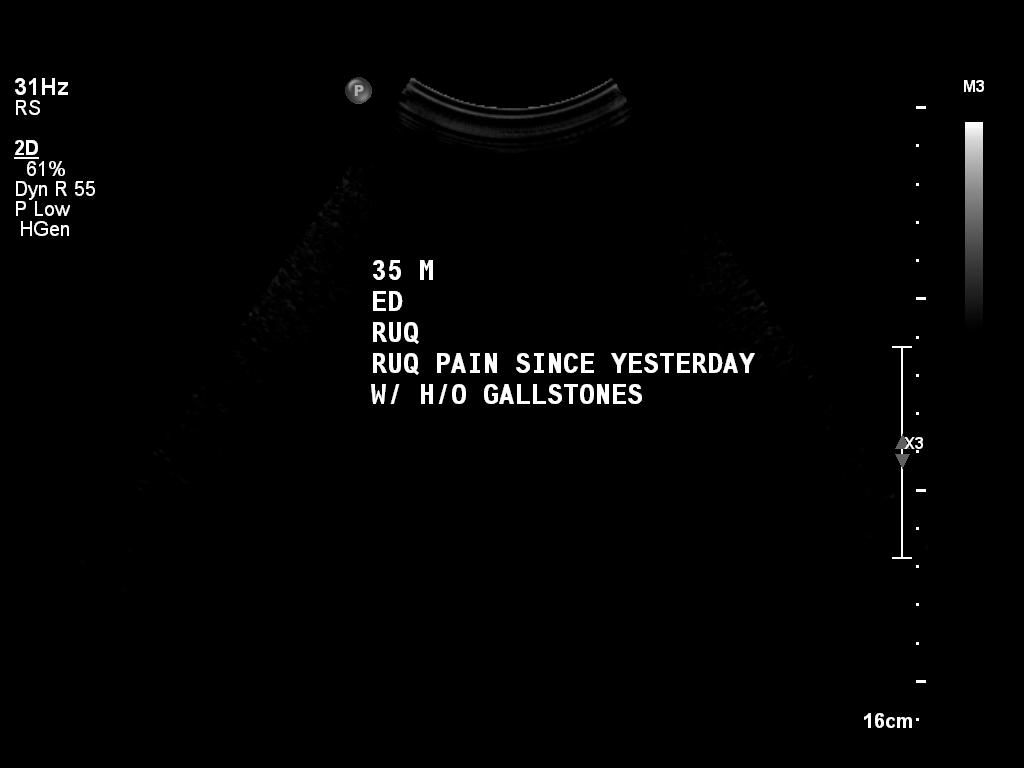 31Hz
RS
2D
61%
Dyn R 55
P Low
HGen
P
M3
35 M
ED
RUQ
RUQ PAIN SINCE YESTERDAY
W/ H/O GALLSTONES
X3
16cm